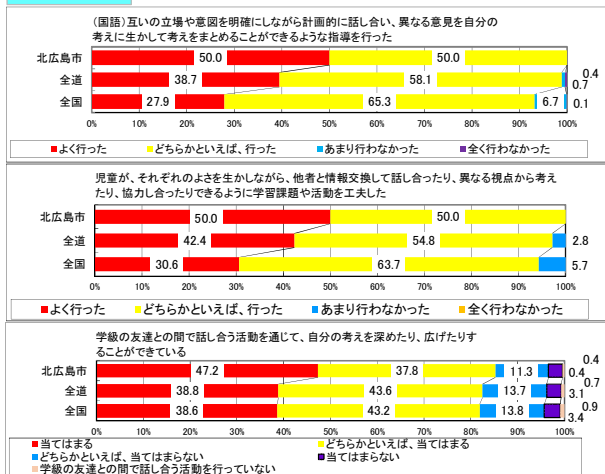 （国語）互いの立場や意図を明確にしながら計画的に話し合い、異なる意見を自分の
考えに生かして考えをまとめることができるような指導を行った
北広島市 50.0 50.0
全道 38.7 58.1 0.7 0.4
全国 27.9 65.3 6.7 0.1
0% 10% 20% 30% 40% 50% 60% 70% 80% 90% 100%
■よく行った ■どちらかといえば、行った ■あまり行わなかった ■全く行わなかった
児童が、それぞれのよさを生かしながら、他者と情報交換して話し合ったり、異なる視点から考え
たり、協力し合ったりできるように学習課題や活動を工夫した
北広島市 50.0 50.0
全道 42.4 54.8 2.8
全国 30.6 63.7 5.7
0% 10% 20% 30% 40% 50% 60% 70% 80% 90% 100%
■よく行った ■どちらかといえば、行った ■あまり行わなかった ■全く行わなかった
学級の友達との間で話し合う活動を通じて、自分の考えを深めたり、広げたりす
ることができている
北広島市 47.2 37.8 11.3 0.4 0.4
全道 38.8 43.6 13.7 3.1 0.7
全国 38.6 43.2 13.8 3.4 0.9
0% 10% 20% 30% 40% 50% 60% 70% 80% 90% 100%
■当てはまる ■どちらかといえば、当てはまる
■どちらかといえば、当てはまらない ■当てはまらない
■学級の友達との間で話し合う活動を行っていない